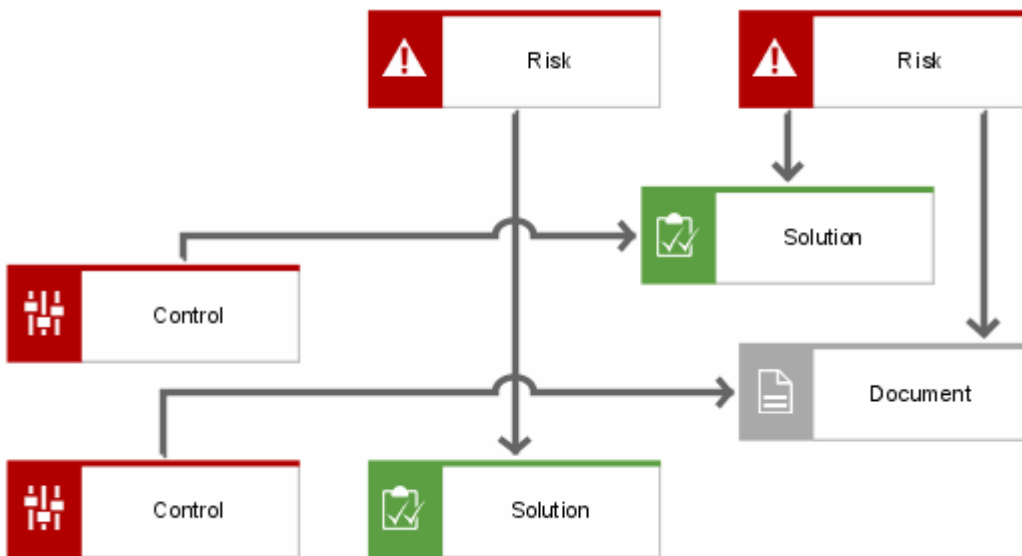 Risk
Risk
Solution
Control
Document
Control
Solution